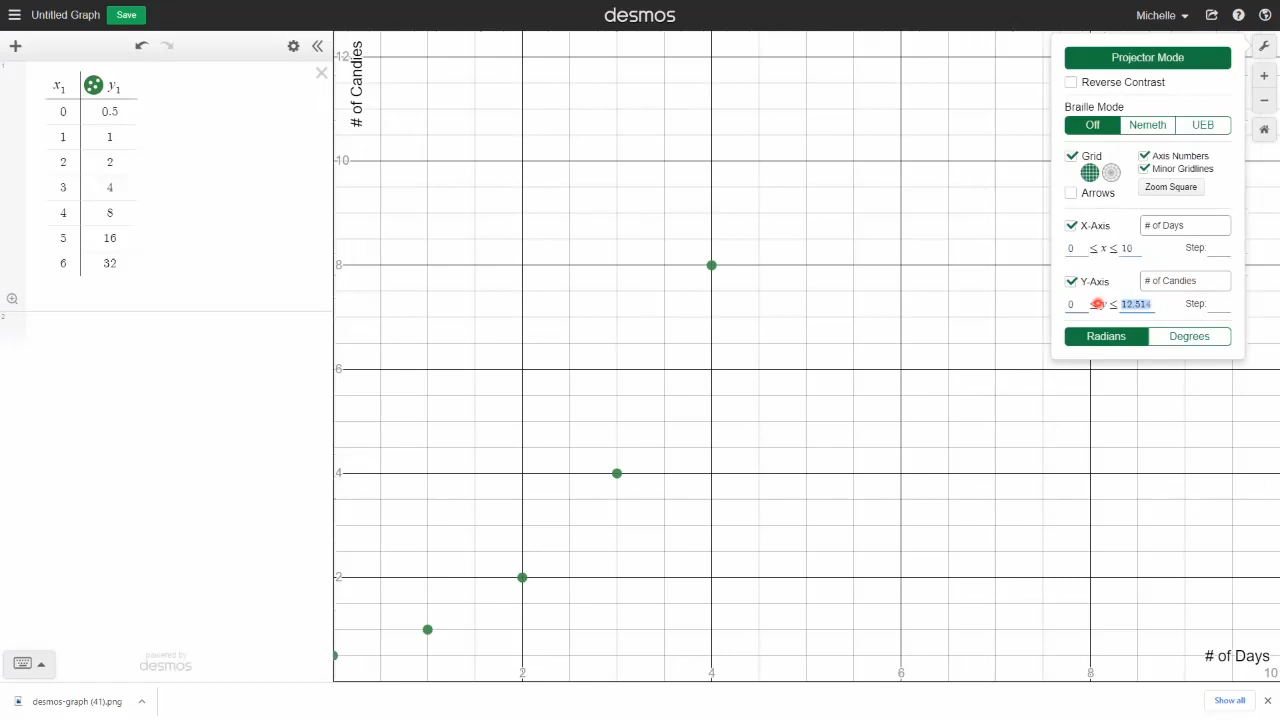 Untitled Graph
Save
desmos
Michelle
1
x₁ y₁
0 0.5
1 1
2 2
3 4
4 8
5 16
6 32
2
powered by
desmos
# of Candies
12
10
8
6
4
2
2 4 6 8 10
# of Days
Projector Mode
Reverse Contrast
Braille Mode
Off Nemeth UEB
Grid
Axis Numbers
Minor Gridlines
Arrows
Zoom Square
X-Axis # of Days
0 ≤ x ≤ 10 Step:
Y-Axis # of Candies
0 ≤ y ≤ 12.514 Step:
Radians Degrees
desmos-graph (41).png
Show all